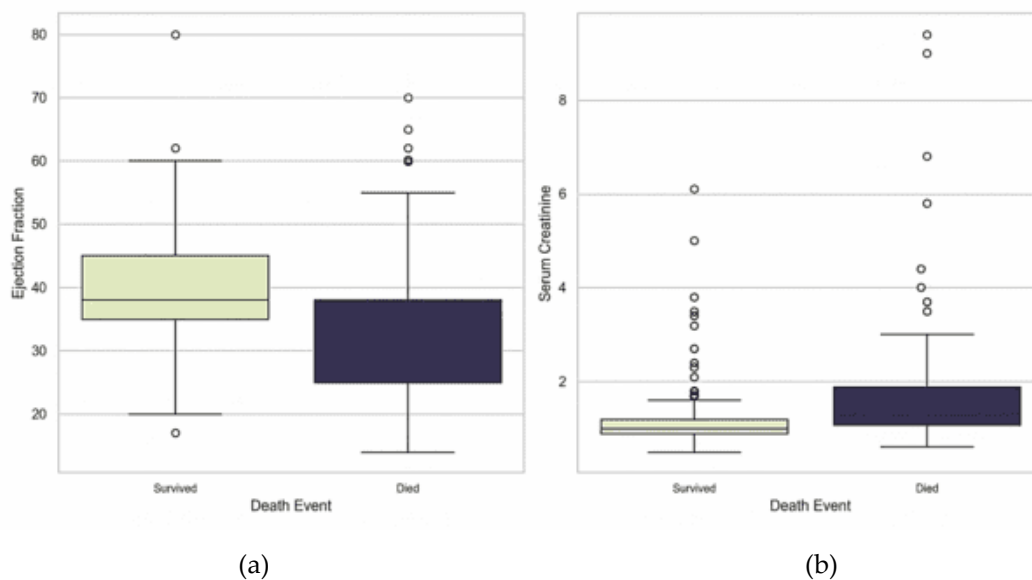 80
70
60
50
40
30
20
Ejection Fraction
Survived
Died
Death Event
(a)
8
6
4
2
Serum Creatinine
Survived
Died
Death Event
(b)